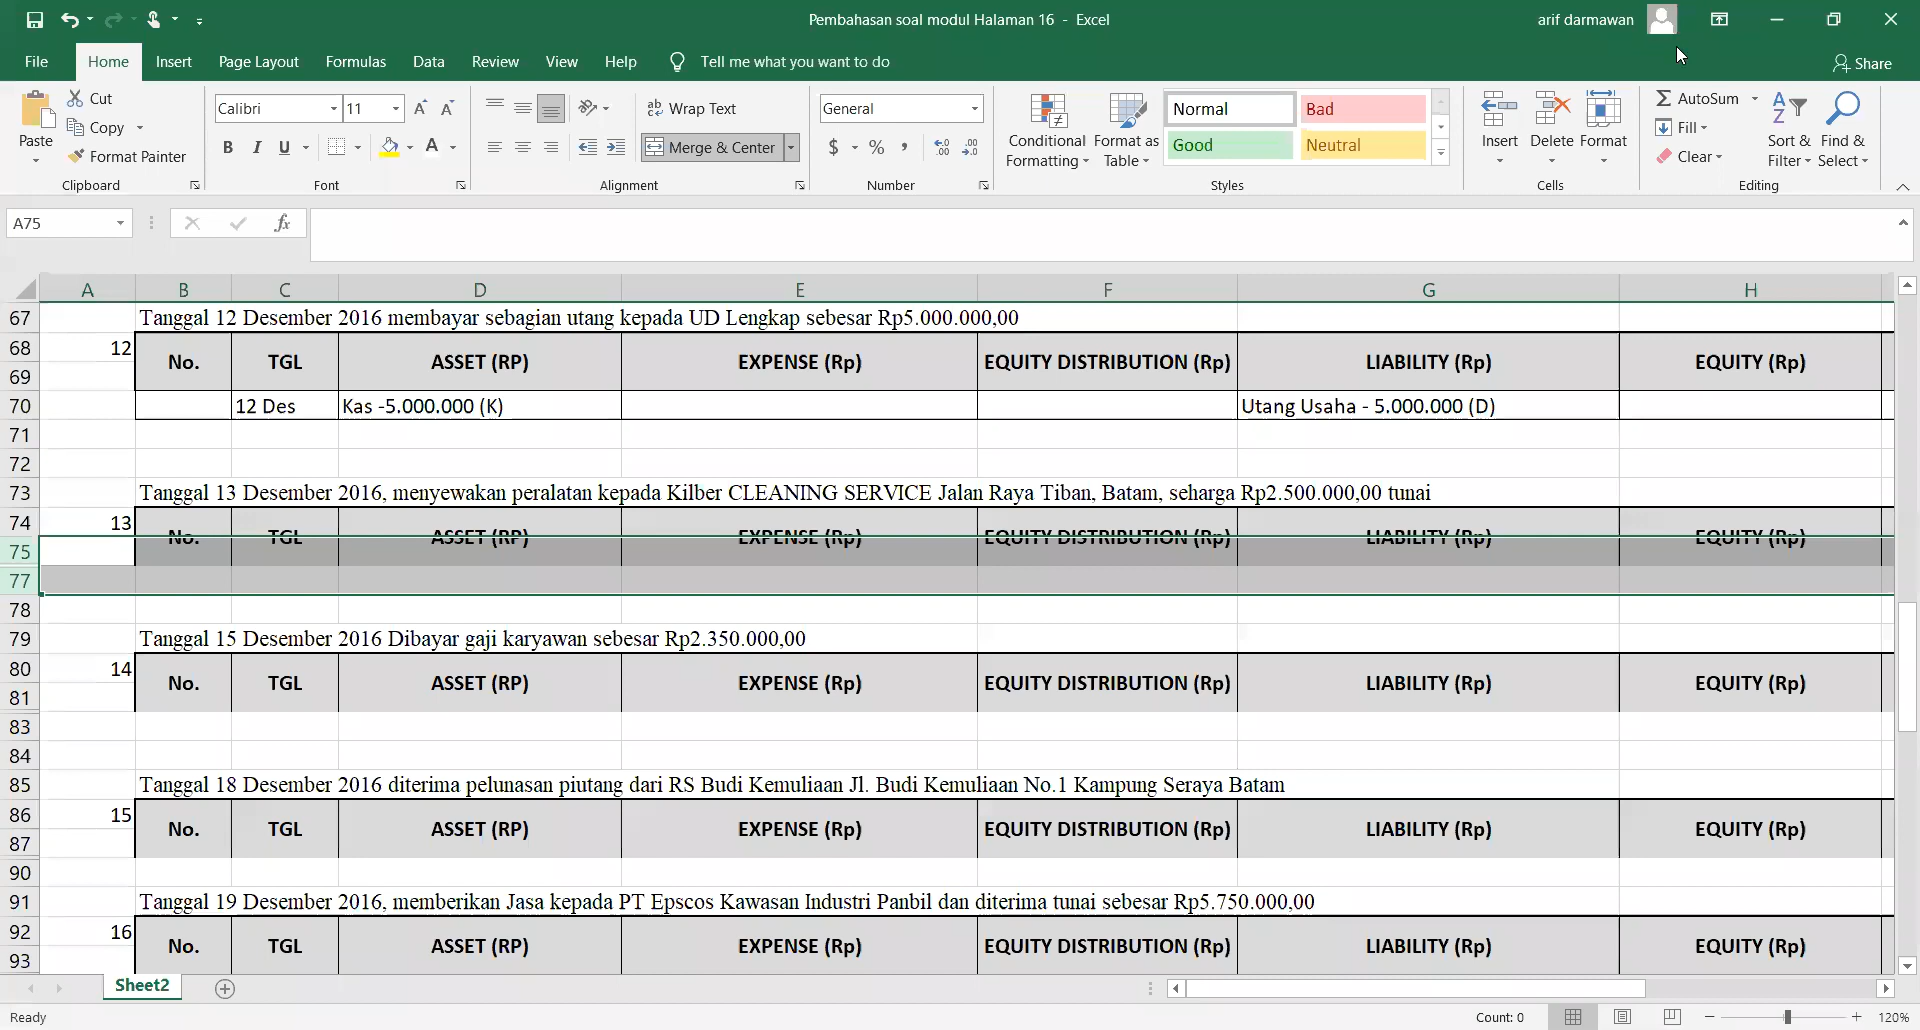 Pembahasan soal modul Halaman 16 - Excel
arif darmawan
File Home Insert Page Layout Formulas Data Review View Help Tell me what you want to do
Share
Paste
Cut
Copy
Format Painter
Clipboard
Calibri 11
B I U
Font
Wrap Text
Merge & Center
Alignment
General
$ % ,
Number
Conditional Formatting
Format as Table
Normal Bad
Good Neutral
Styles
Insert Delete Format
Cells
AutoSum
Fill
Clear
Sort & Filter
Find & Select
Editing
A75
fx
A B C D E F G H
67 Tanggal 12 Desember 2016 membayar sebagian utang kepada UD Lengkap sebesar Rp5.000.000,00
68 12 No. TGL ASSET (RP) EXPENSE (Rp) EQUITY DISTRIBUTION (Rp) LIABILITY (Rp) EQUITY (Rp)
69
70 12 Des Kas -5.000.000 (K) Utang Usaha - 5.000.000 (D)
71
72
73 Tanggal 13 Desember 2016, menyewakan peralatan kepada Kilber CLEANING SERVICE Jalan Raya Tiban, Batam, seharga Rp2.500.000,00 tunai
74 13 No. TGL ASSET (RP) EXPENSE (Rp) EQUITY DISTRIBUTION (Rp) LIABILITY (Rp) EQUITY (Rp)
75
77
78
79 Tanggal 15 Desember 2016 Dibayar gaji karyawan sebesar Rp2.350.000,00
80 14 No. TGL ASSET (RP) EXPENSE (Rp) EQUITY DISTRIBUTION (Rp) LIABILITY (Rp) EQUITY (Rp)
81
83
84
85 Tanggal 18 Desember 2016 diterima pelunasan piutang dari RS Budi Kemuliaan Jl. Budi Kemuliaan No.1 Kampung Seraya Batam
86 15 No. TGL ASSET (RP) EXPENSE (Rp) EQUITY DISTRIBUTION (Rp) LIABILITY (Rp) EQUITY (Rp)
87
90
91 Tanggal 19 Desember 2016, memberikan Jasa kepada PT Epscos Kawasan Industri Panbil dan diterima tunai sebesar Rp5.750.000,00
92 16 No. TGL ASSET (RP) EXPENSE (Rp) EQUITY DISTRIBUTION (Rp) LIABILITY (Rp) EQUITY (Rp)
93
Sheet2
Ready
Count: 0
120%